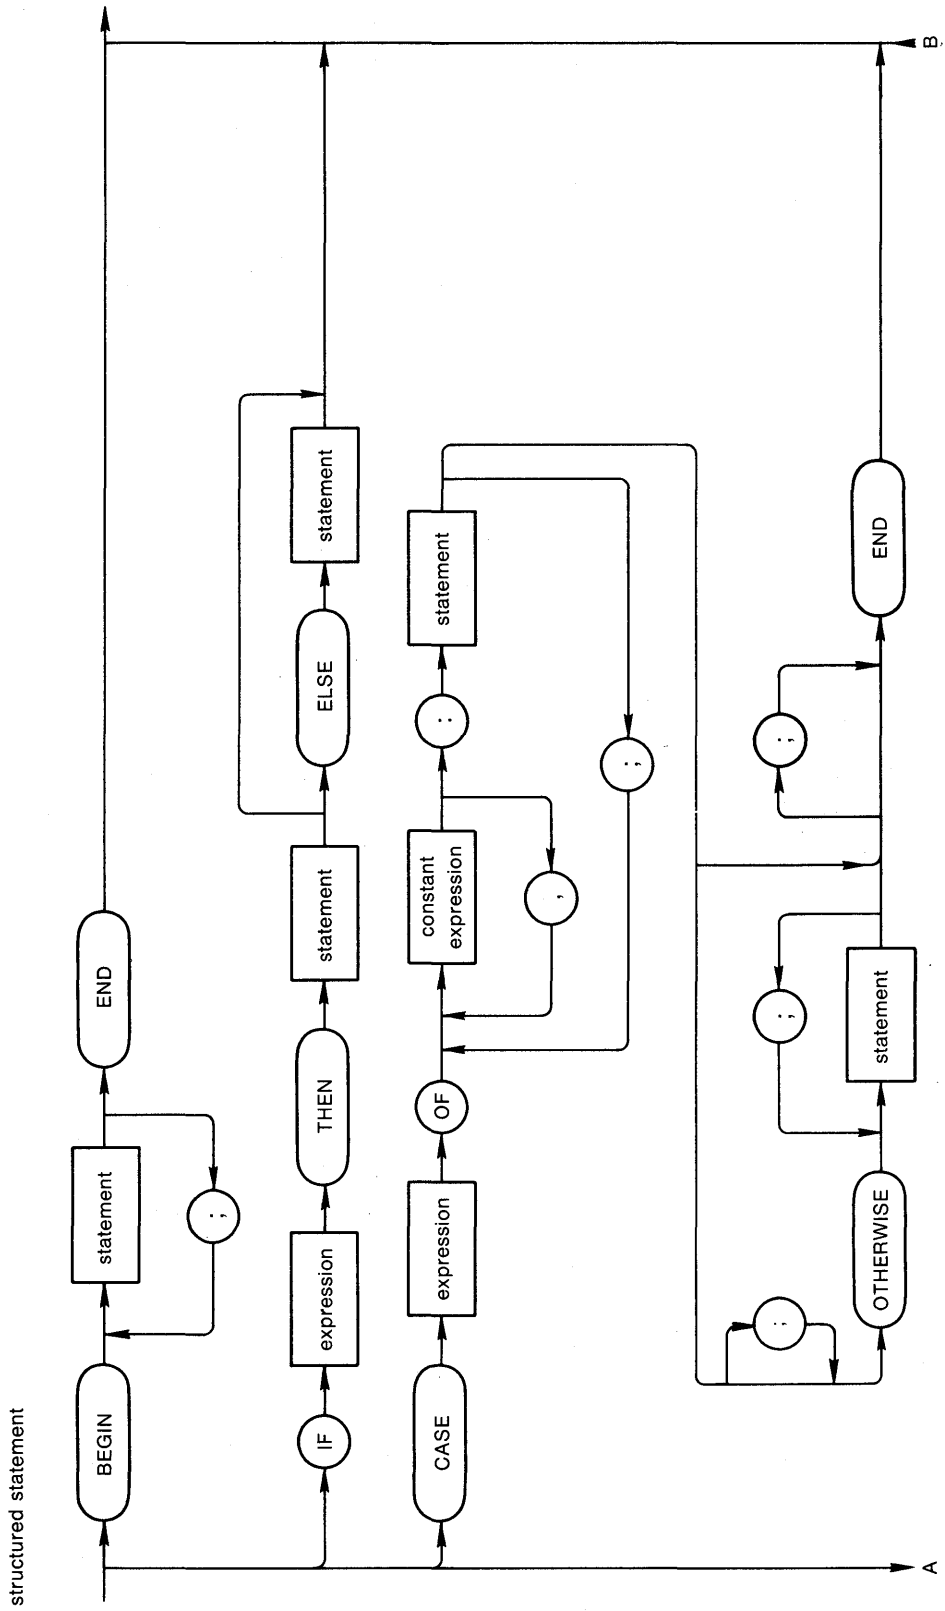 structured statement
BEGIN
statement
;
END
IF
expression
THEN
statement
ELSE
statement
CASE
expression
OF
constant
expression
,
:
statement
;
;
OTHERWISE
statement
;
;
END
A
B